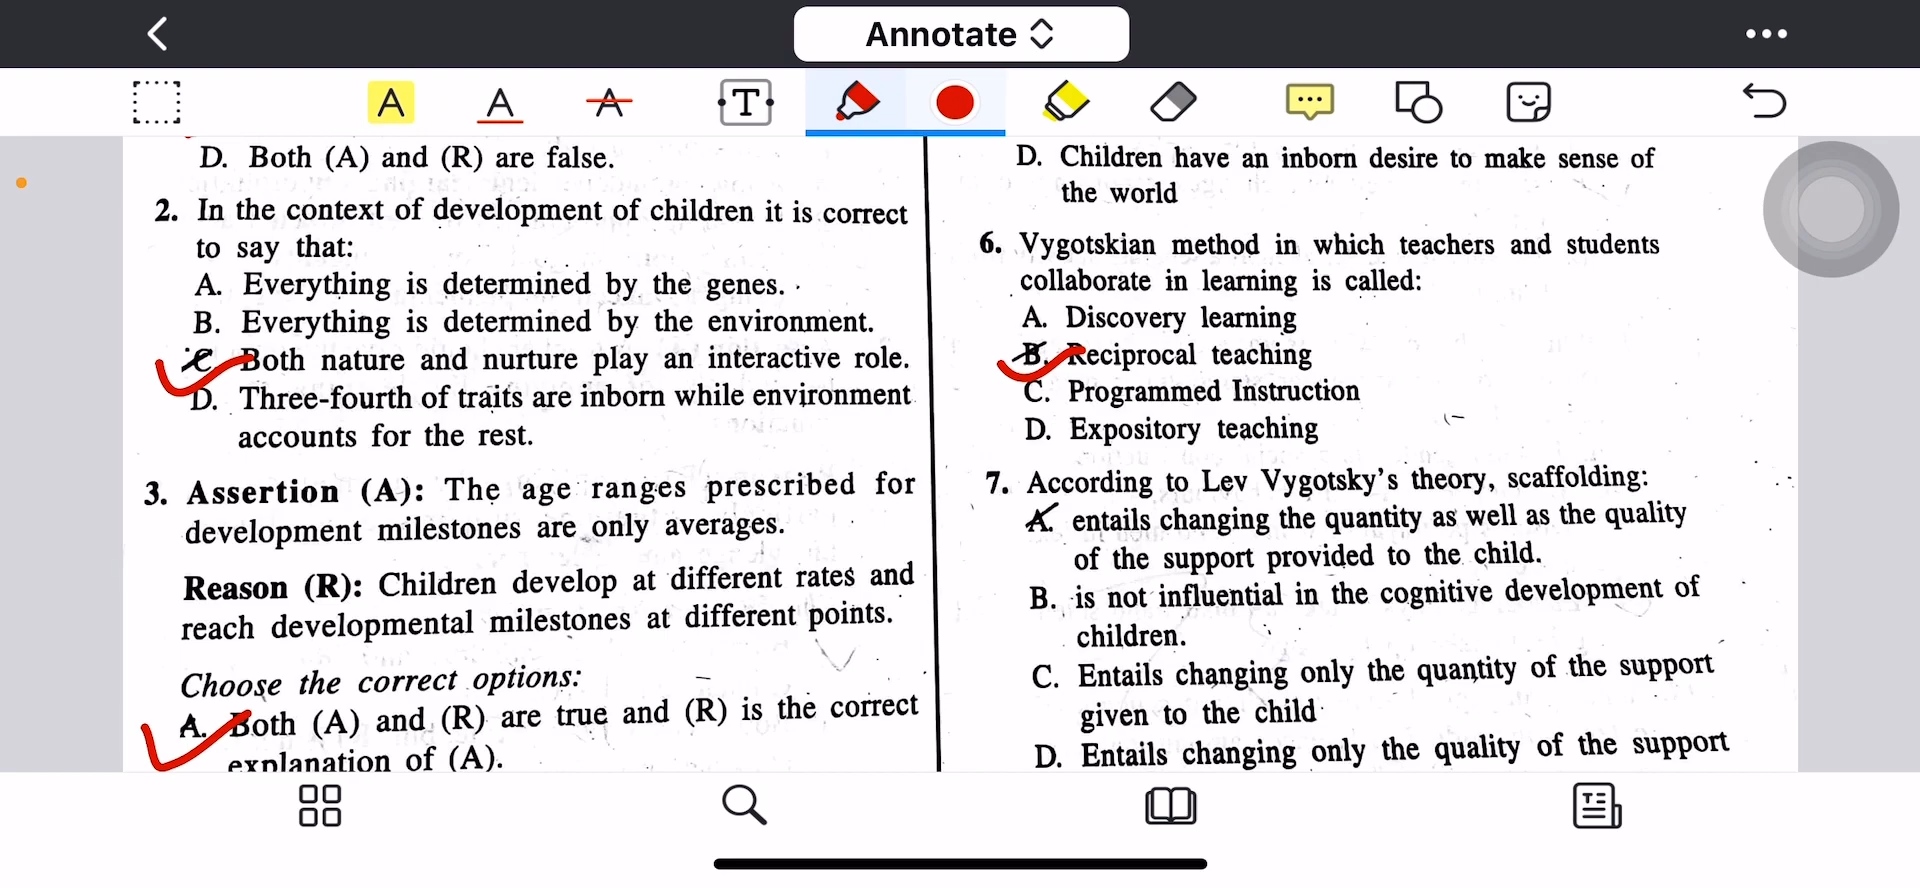 Annotate
D. Both (A) and (R) are false.
2. In the context of development of children it is correct
to say that:
A. Everything is determined by the genes.
B. Everything is determined by the environment.
C. Both nature and nurture play an interactive role.
D. Three-fourth of traits are inborn while environment
accounts for the rest.
3. Assertion (A): The age ranges prescribed for
development milestones are only averages.
Reason (R): Children develop at different rates and
reach developmental milestones at different points.
Choose the correct options:
A. Both (A) and (R) are true and (R) is the correct
explanation of (A).
D. Children have an inborn desire to make sense of
the world
6. Vygotskian method in which teachers and students
collaborate in learning is called:
A. Discovery learning
B. Reciprocal teaching
C. Programmed Instruction
D. Expository teaching
7. According to Lev Vygotsky's theory, scaffolding:
A. entails changing the quantity as well as the quality
of the support provided to the child.
B. is not influential in the cognitive development of
children.
C. Entails changing only the quantity of the support
given to the child
D. Entails changing only the quality of the support